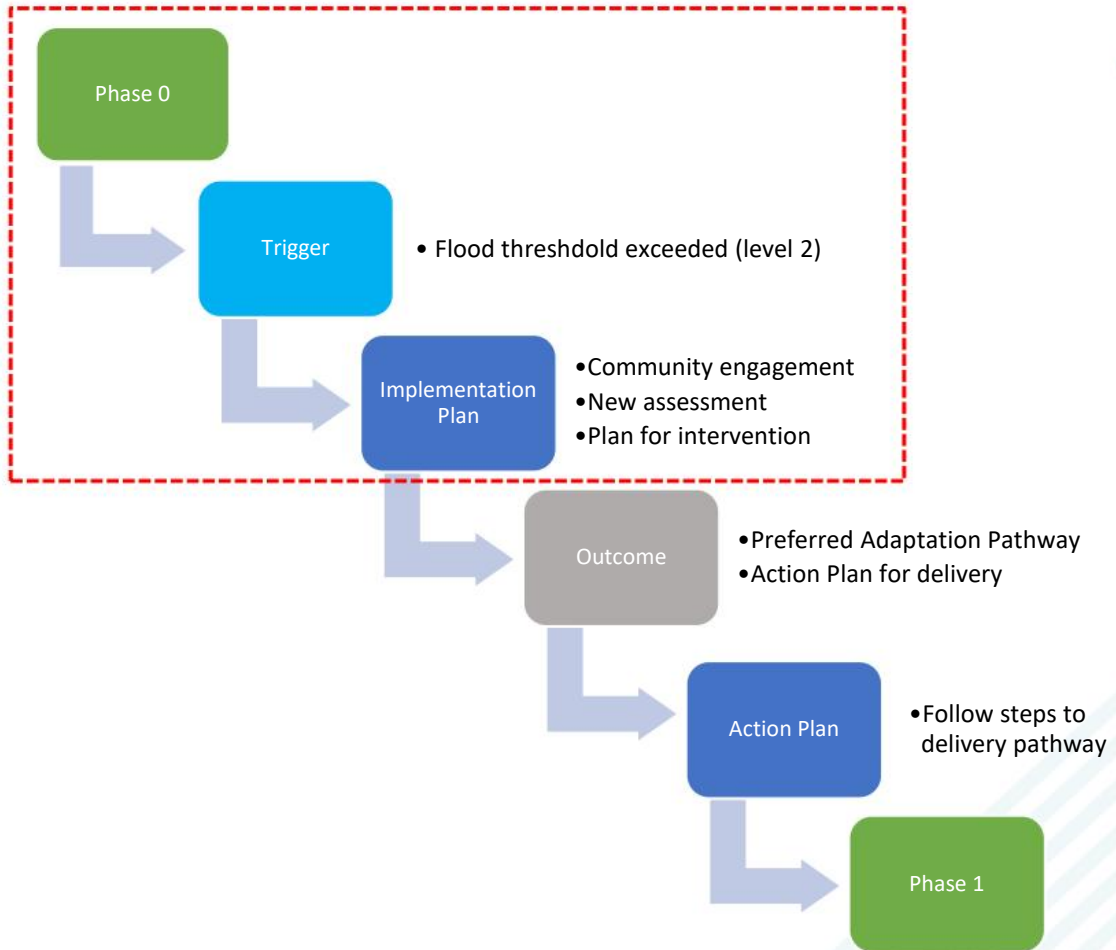 Phase 0
Trigger
• Flood threshdold exceeded (level 2)
Implementation
Plan
•Community engagement
•New assessment
•Plan for intervention
Outcome
•Preferred Adaptation Pathway
•Action Plan for delivery
Action Plan
•Follow steps to
delivery pathway
Phase 1